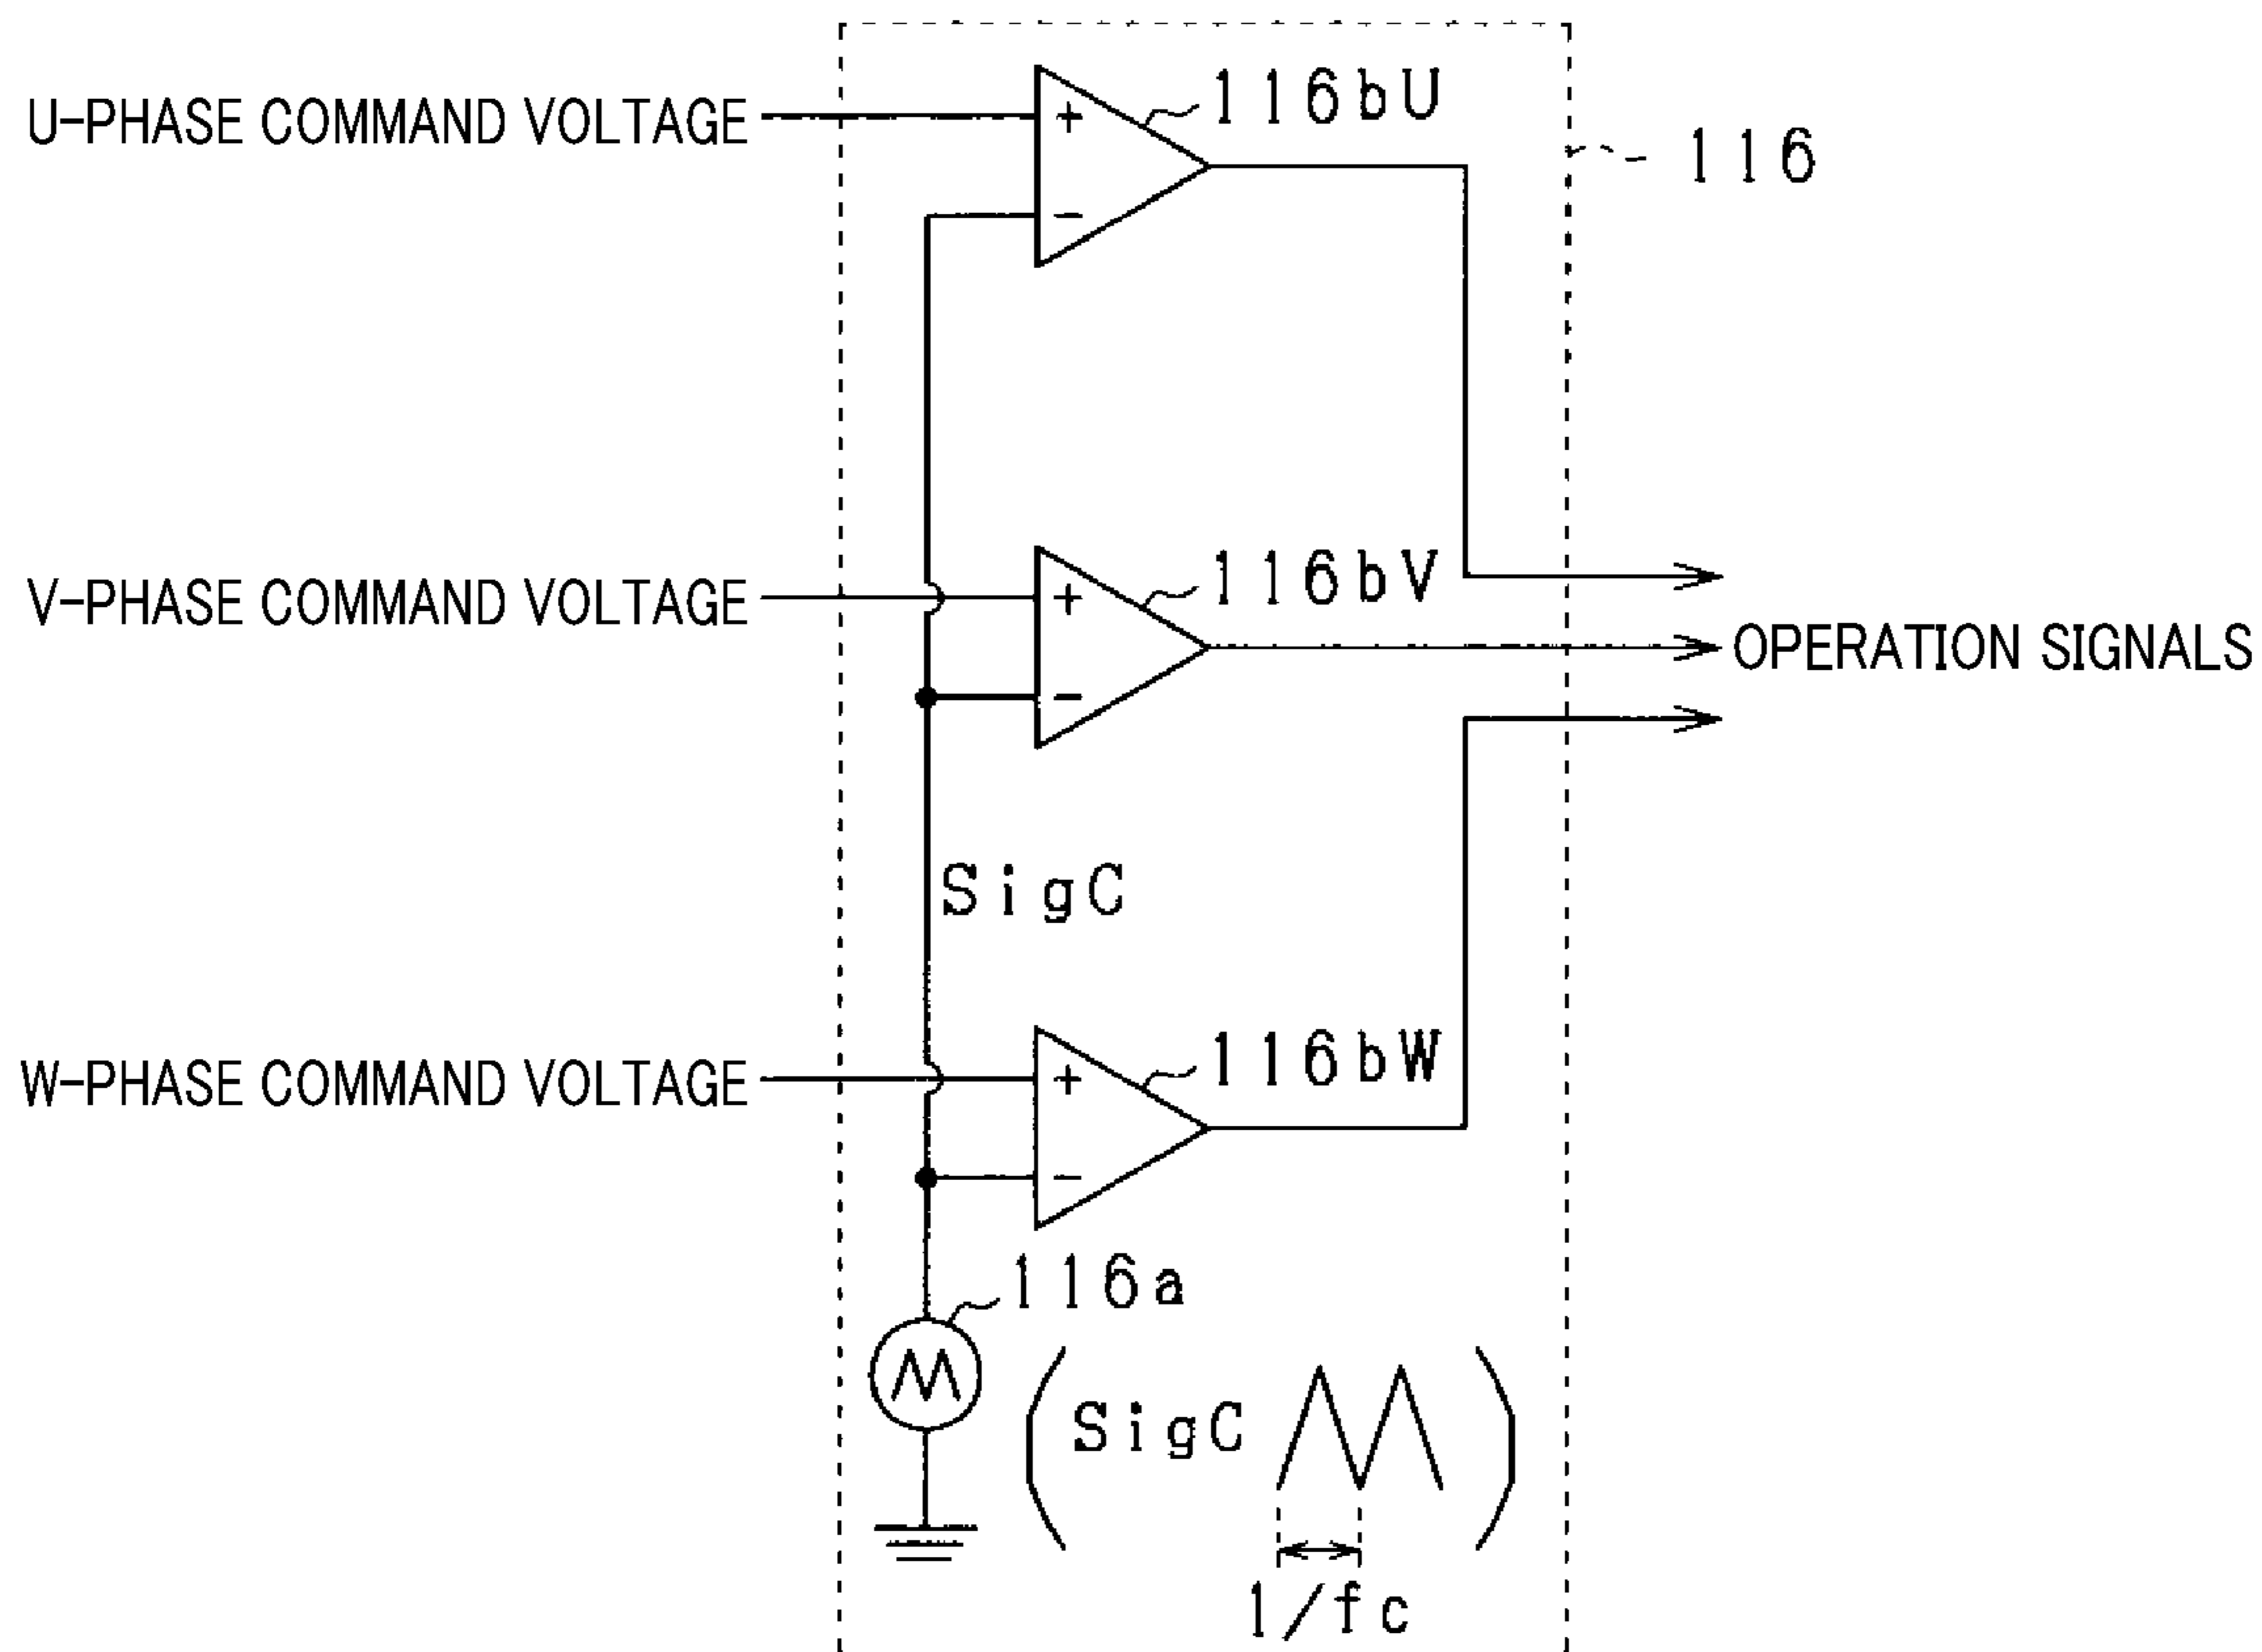 U-PHASE COMMAND VOLTAGE
+
−
116bU
116
V-PHASE COMMAND VOLTAGE
+
−
116bV
OPERATION SIGNALS
SigC
W-PHASE COMMAND VOLTAGE
+
−
116bW
116a
SigC
1/fc